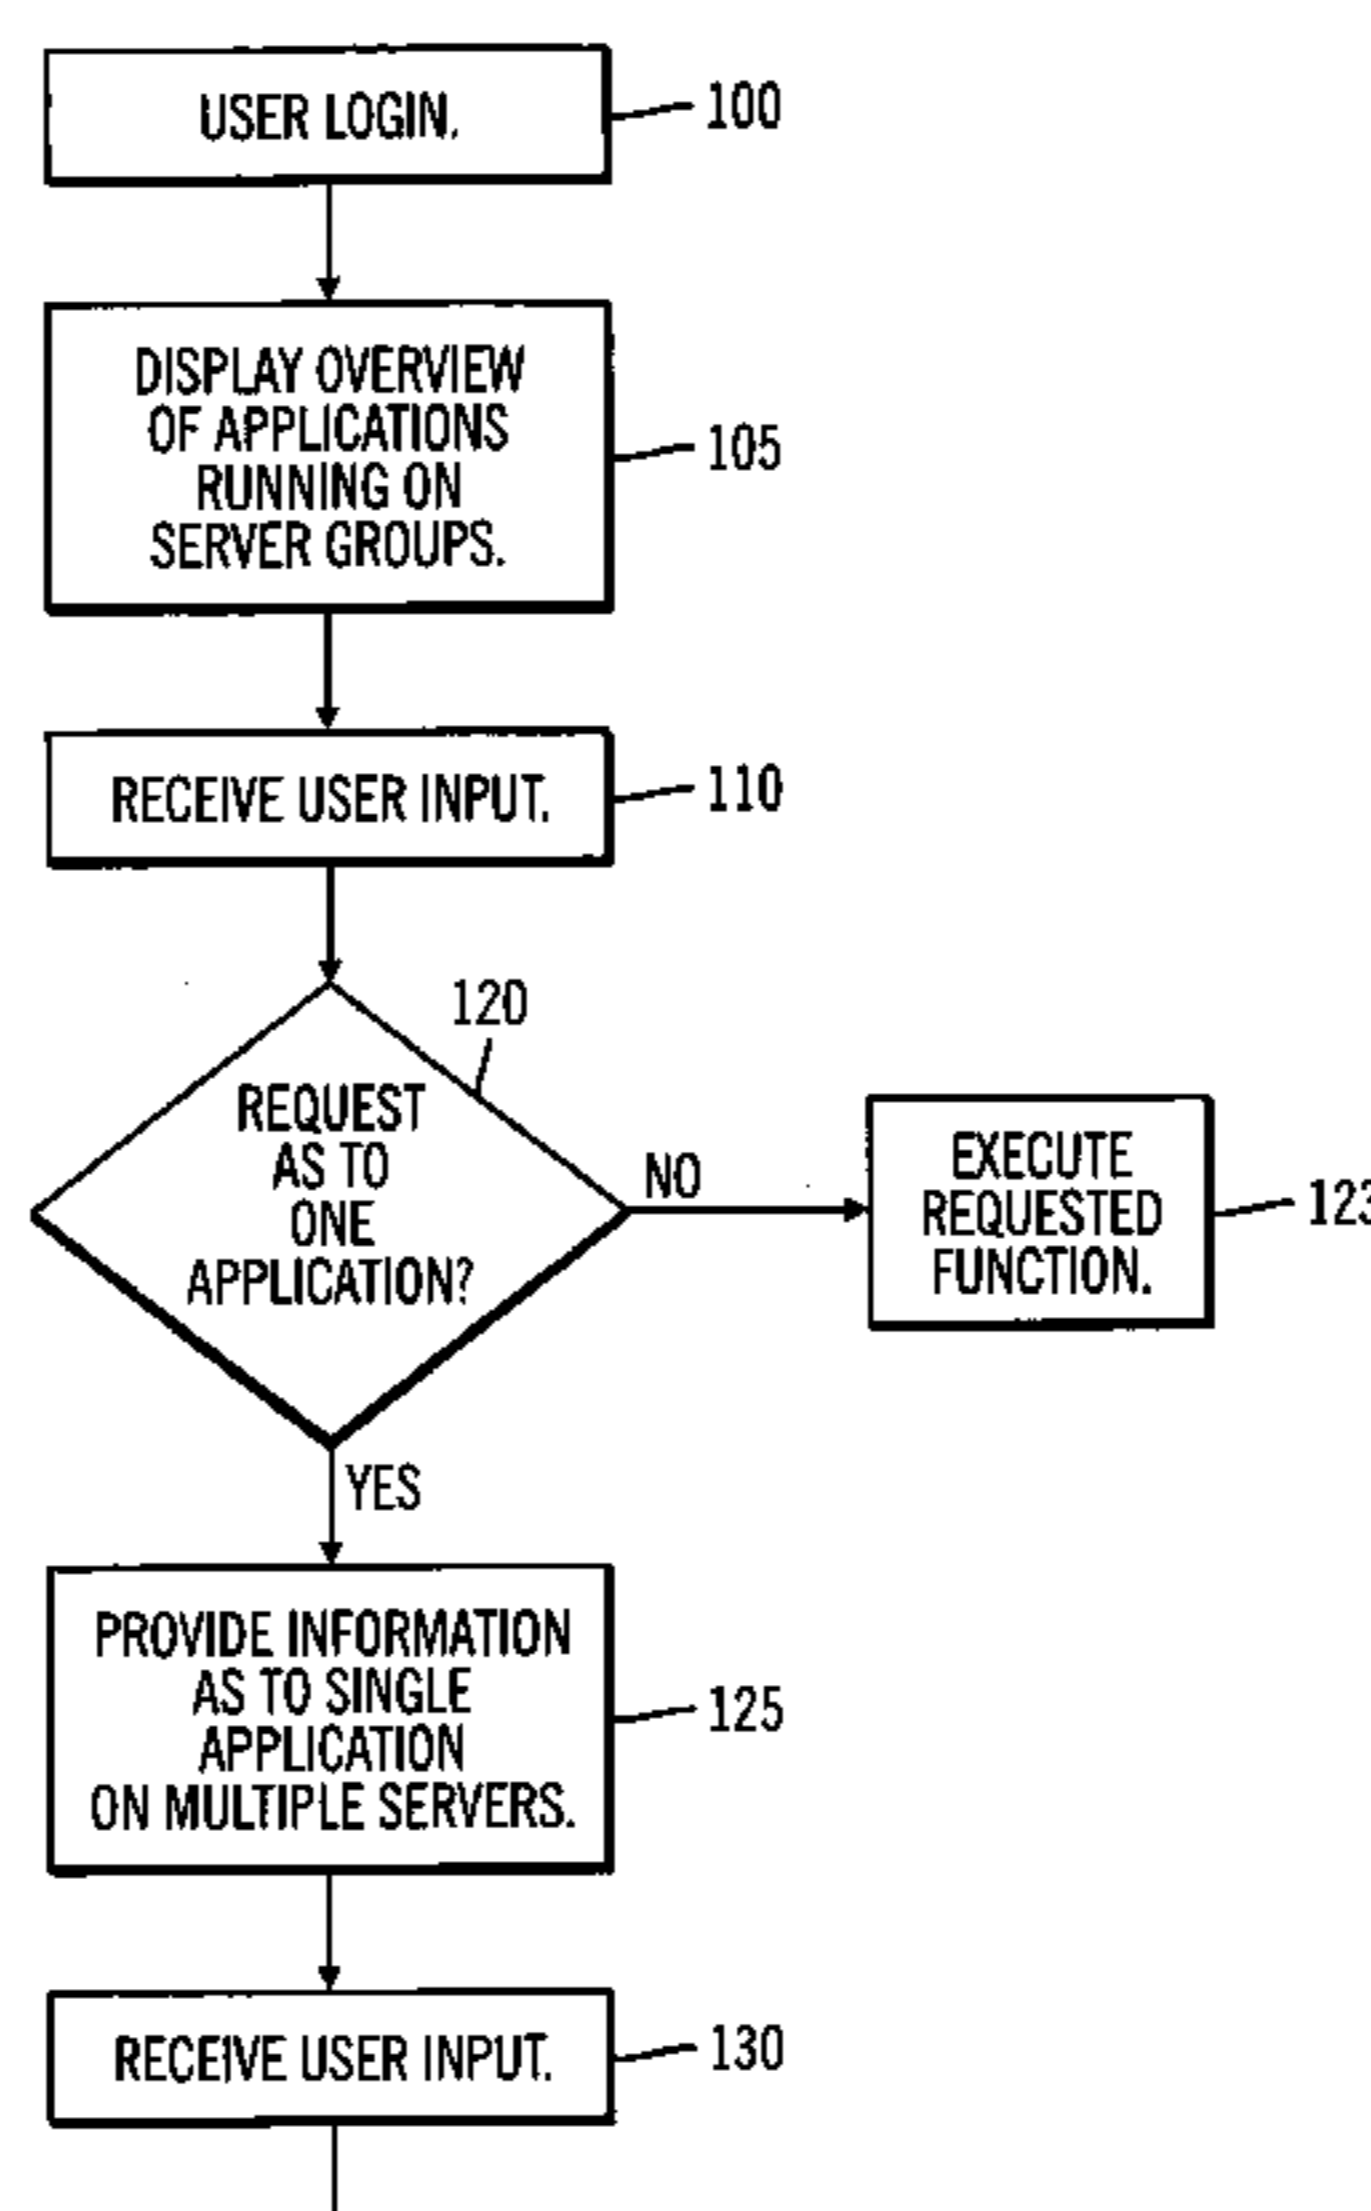 USER LOGIN.
100
DISPLAY OVERVIEW
OF APPLICATIONS
RUNNING ON
SERVER GROUPS.
105
RECEIVE USER INPUT.
110
120
REQUEST
AS TO
ONE
APPLICATION?
NO
EXECUTE
REQUESTED
FUNCTION.
123
YES
PROVIDE INFORMATION
AS TO SINGLE
APPLICATION
ON MULTIPLE SERVERS.
125
RECEIVE USER INPUT.
130